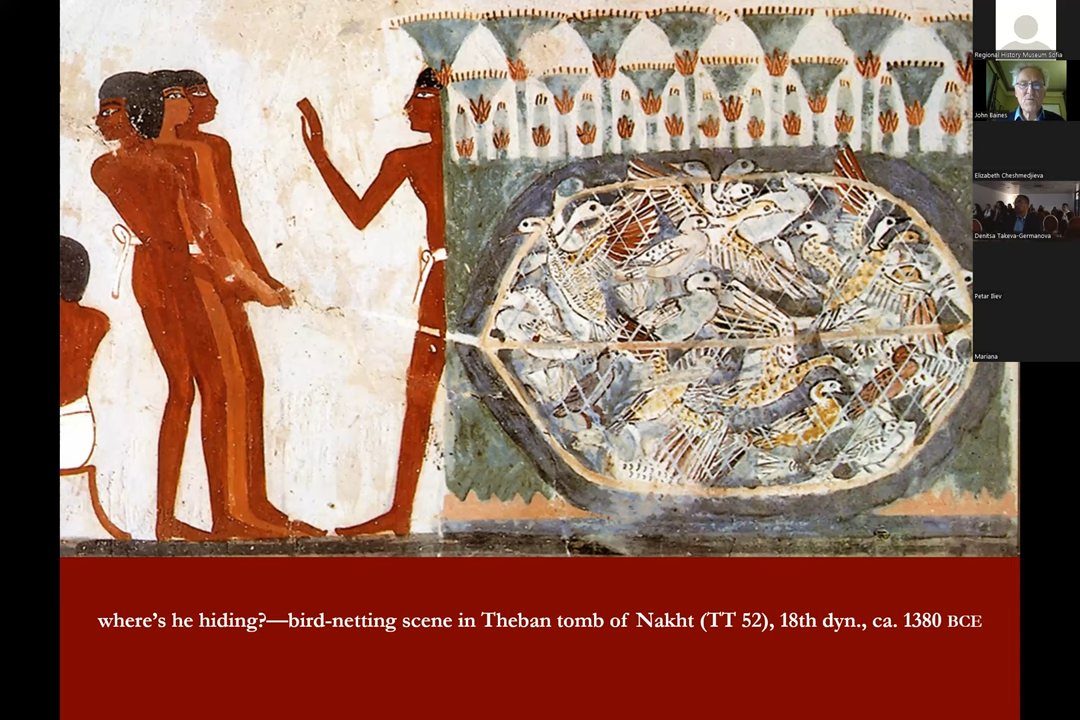 Regional History Museum Sofia
John Baines
Elizabeth Cheshmedjieva
Denitsa Takeva-Germanova
Petar Iliev
Mariana
where's he hiding?—bird-netting scene in Theban tomb of Nakht (TT 52), 18th dyn., ca. 1380 BCE